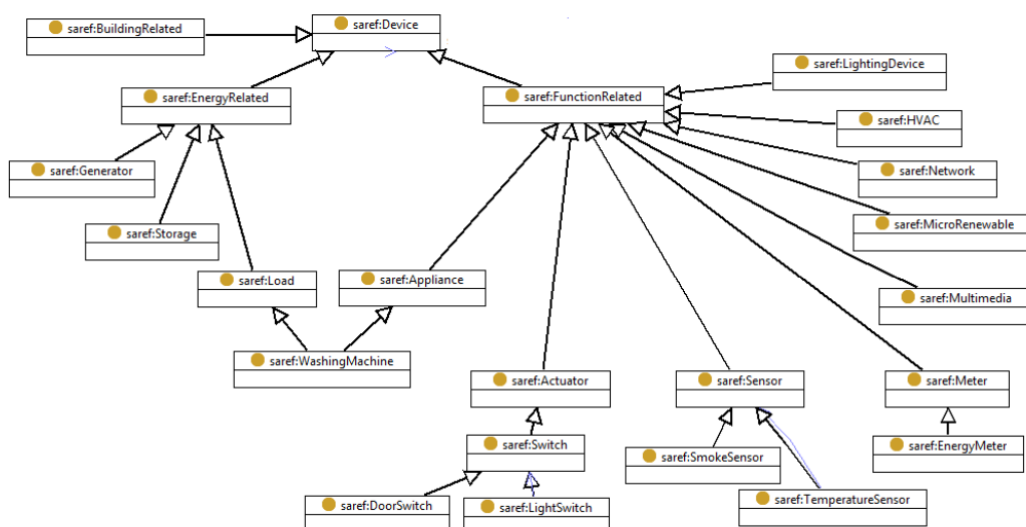 saref:Device
saref:BuildingRelated
saref:LightingDevice
saref:EnergyRelated
saref:FunctionRelated
saref:HVAC
saref:Generator
saref:Network
saref:Storage
saref:MicroRenewable
saref:Load
saref:Appliance
saref:Multimedia
saref:WashingMachine
saref:Actuator
saref:Sensor
saref:Meter
saref:Switch
saref:EnergyMeter
saref:SmokeSensor
saref:DoorSwitch
saref:LightSwitch
saref:TemperatureSensor